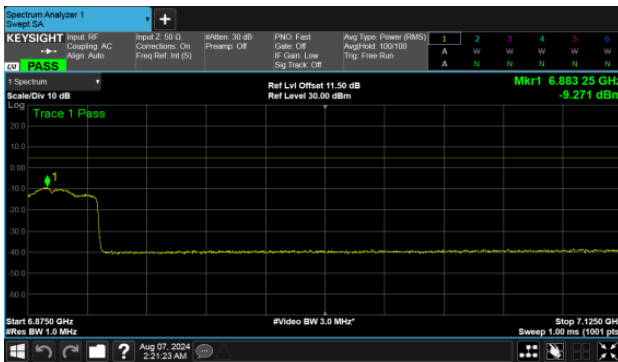 Spectrum Analyzer 1
Swept SA
KEYSIGHT Input: RF Input Z: 50 Ω #Atten: 30 dB PNO: Fast Avg Type: Power (RMS) 1 2 3 4 5 6
Coupling: AC Corrections: On Preamp: Off Gate: Off Avg|Hold: 100/100 A W W W W W
Align: Auto Freq Ref: Int (S) IF Gain: Low Trig: Free Run
LXI PASS Sig Track: Off A N N N N N
1 Spectrum Ref Lvl Offset 11.50 dB Mkr1 6.883 25 GHz
Scale/Div 10 dB Ref Level 30.00 dBm -9.271 dBm
Log Trace 1 Pass
20.0
10.0
0.00
-10.0 1
-20.0
-30.0
-40.0
-50.0
-60.0
Start 6.8750 GHz #Video BW 3.0 MHz* Stop 7.1250 GHz
#Res BW 1.0 MHz Sweep 1.00 ms (1001 pts)
? Aug 07, 2024
2:21:23 AM